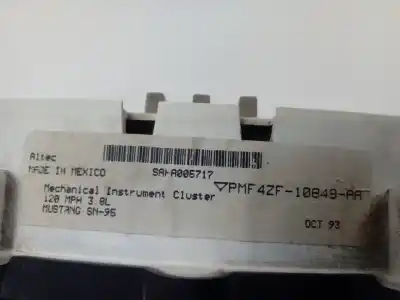 Altec
MADE IN MEXICO
SAHA005717
▽PMF4ZF-10849-AA
Mechanical Instrument Cluster
120 MPH 3.8L
MUSTANG SN-95
OCT 93